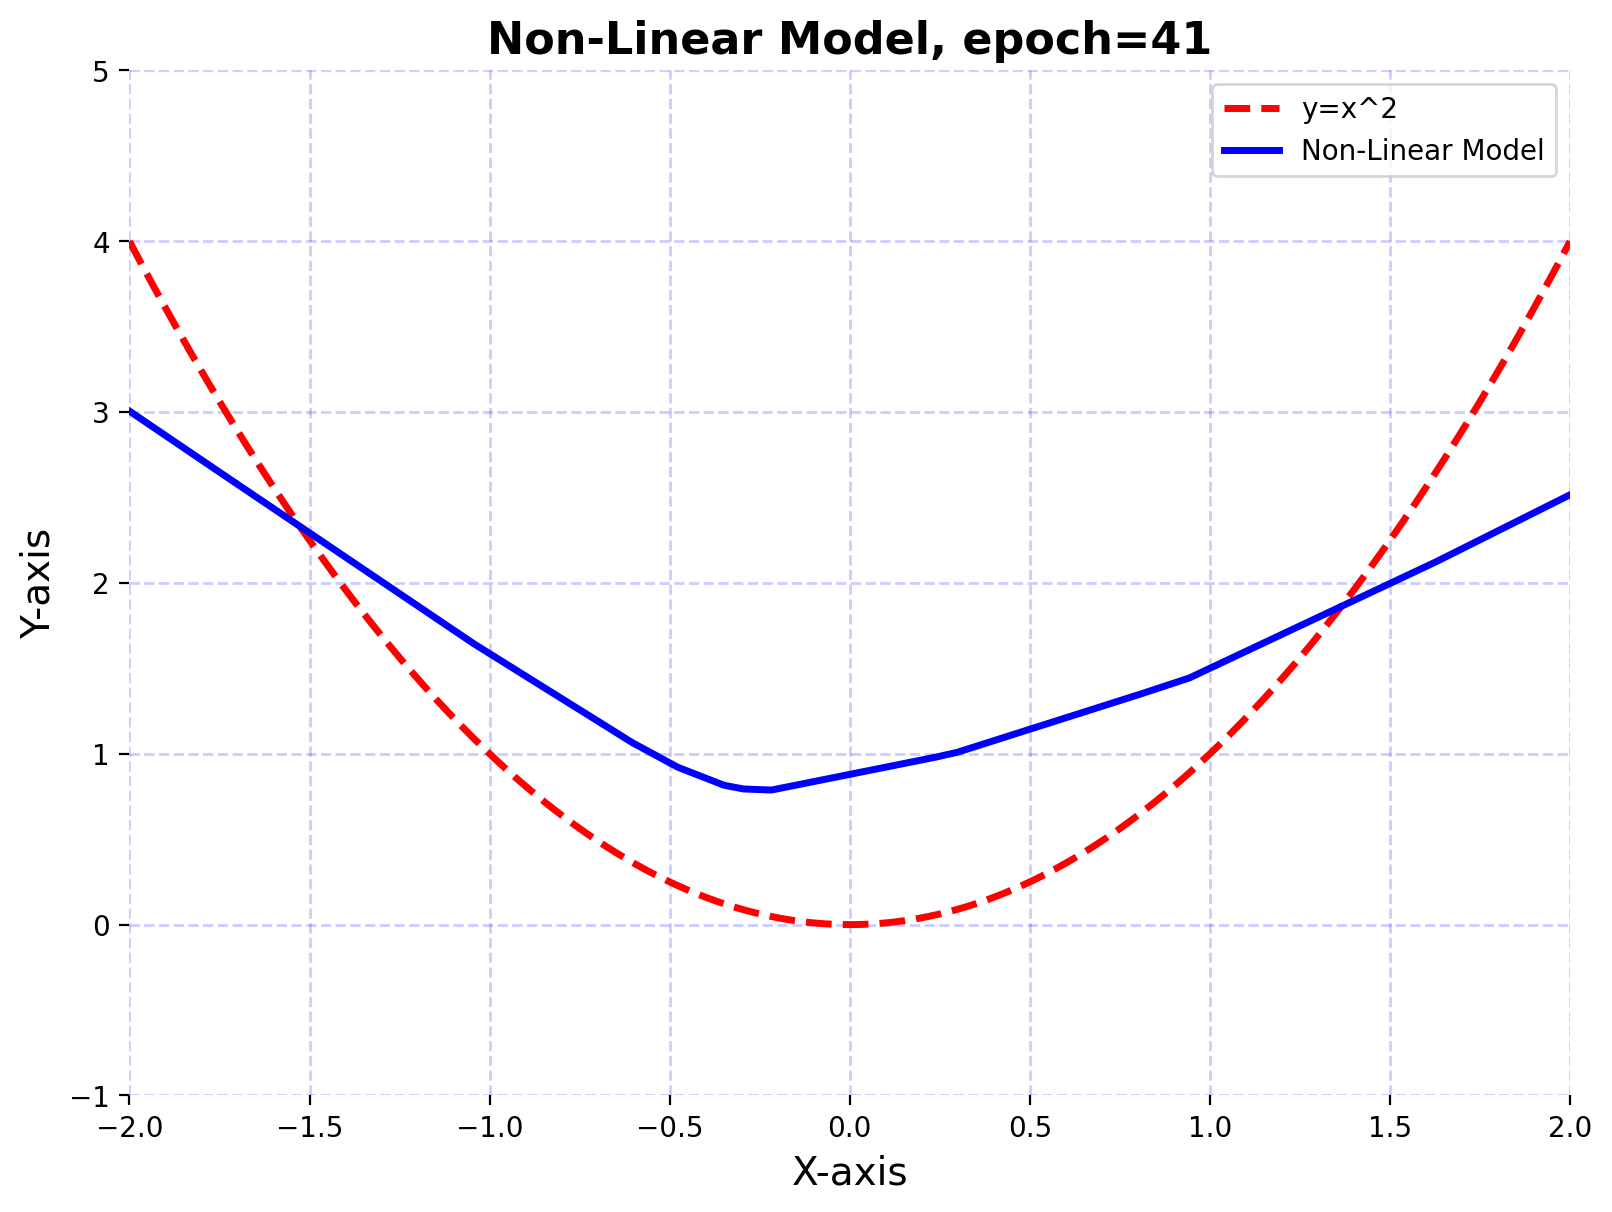 Non-Linear Model, epoch=41
y=x^2
Non-Linear Model
5
4
3
2
1
0
−1
Y-axis
−2.0 −1.5 −1.0 −0.5 0.0 0.5 1.0 1.5 2.0
X-axis